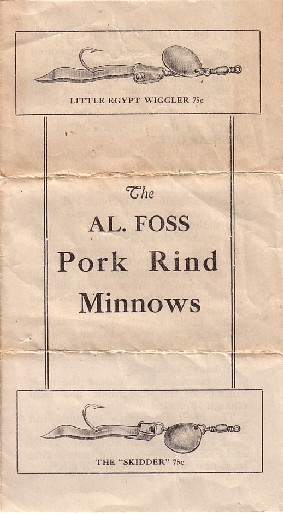 LITTLE EGYPT WIGGLER 75c
The
AL. FOSS
Pork Rind
Minnows
THE "SKIDDER" 75c